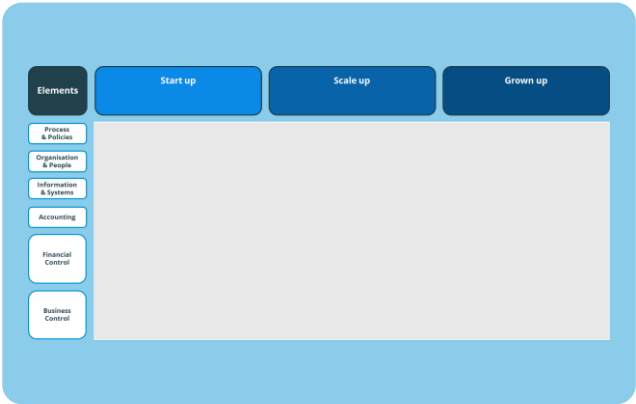 Elements
Start up
Scale up
Grown up
Process
& Policies
Organisation
& People
Information
& Systems
Accounting
Financial
Control
Business
Control